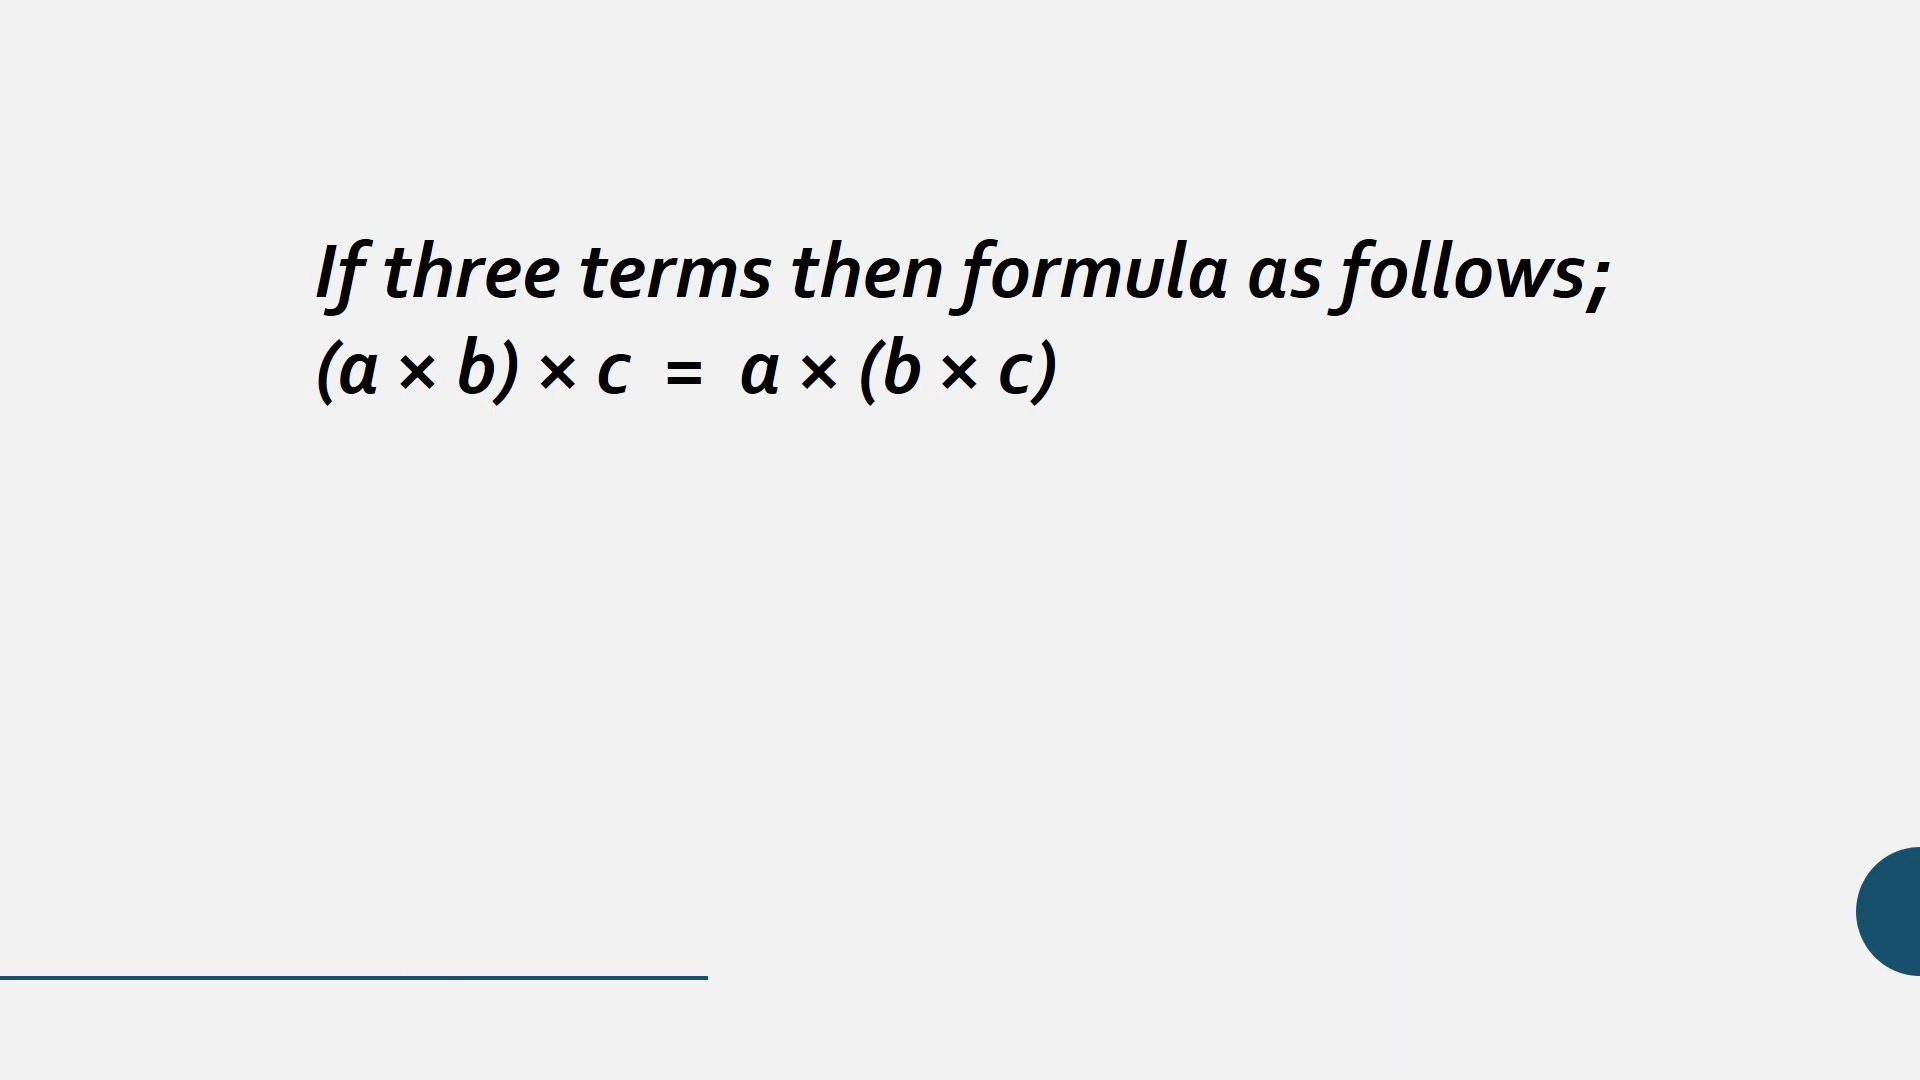 If three terms then formula as follows;
(a × b) × c = a × (b × c)